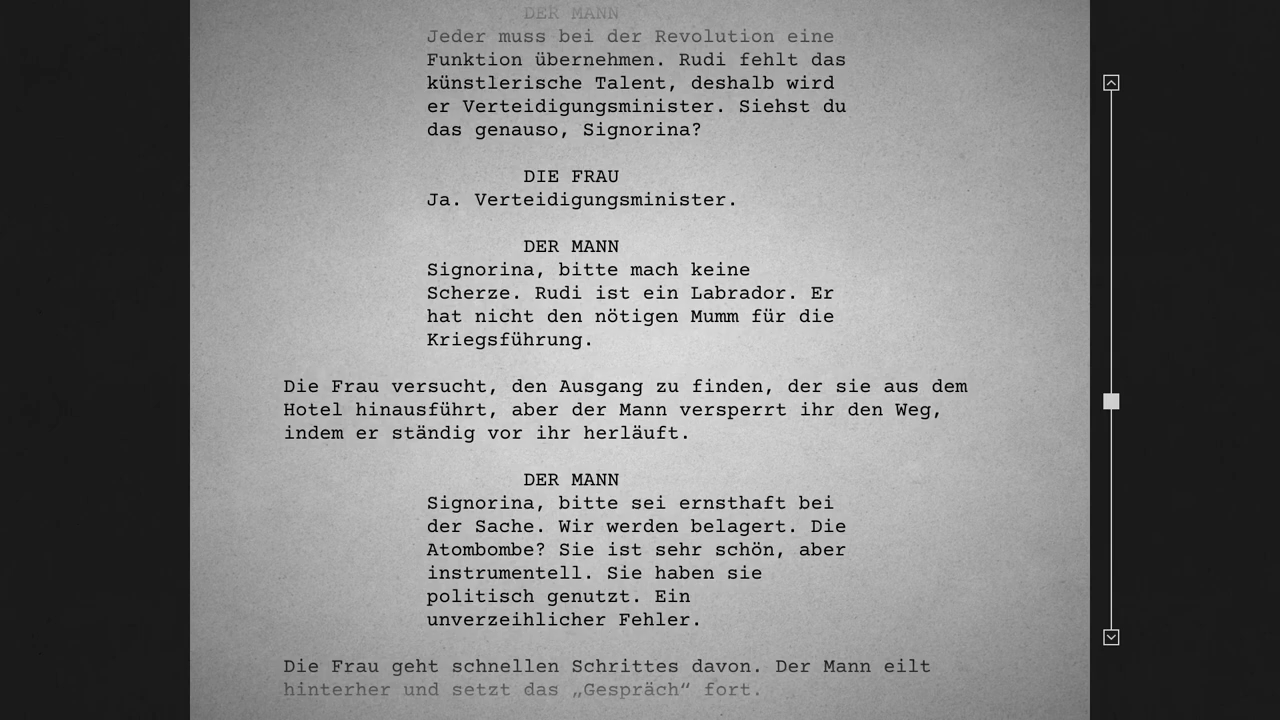 DER MANN
Jeder muss bei der Revolution eine
Funktion übernehmen. Rudi fehlt das
künstlerische Talent, deshalb wird
er Verteidigungsminister. Siehst du
das genauso, Signorina?
DIE FRAU
Ja. Verteidigungsminister.
DER MANN
Signorina, bitte mach keine
Scherze. Rudi ist ein Labrador. Er
hat nicht den nötigen Mumm für die
Kriegsführung.
Die Frau versucht, den Ausgang zu finden, der sie aus dem
Hotel hinausführt, aber der Mann versperrt ihr den Weg,
indem er ständig vor ihr herläuft.
DER MANN
Signorina, bitte sei ernsthaft bei
der Sache. Wir werden belagert. Die
Atombombe? Sie ist sehr schön, aber
instrumentell. Sie haben sie
politisch genutzt. Ein
unverzeihlicher Fehler.
Die Frau geht schnellen Schrittes davon. Der Mann eilt
hinterher und setzt das „Gespräch“ fort.